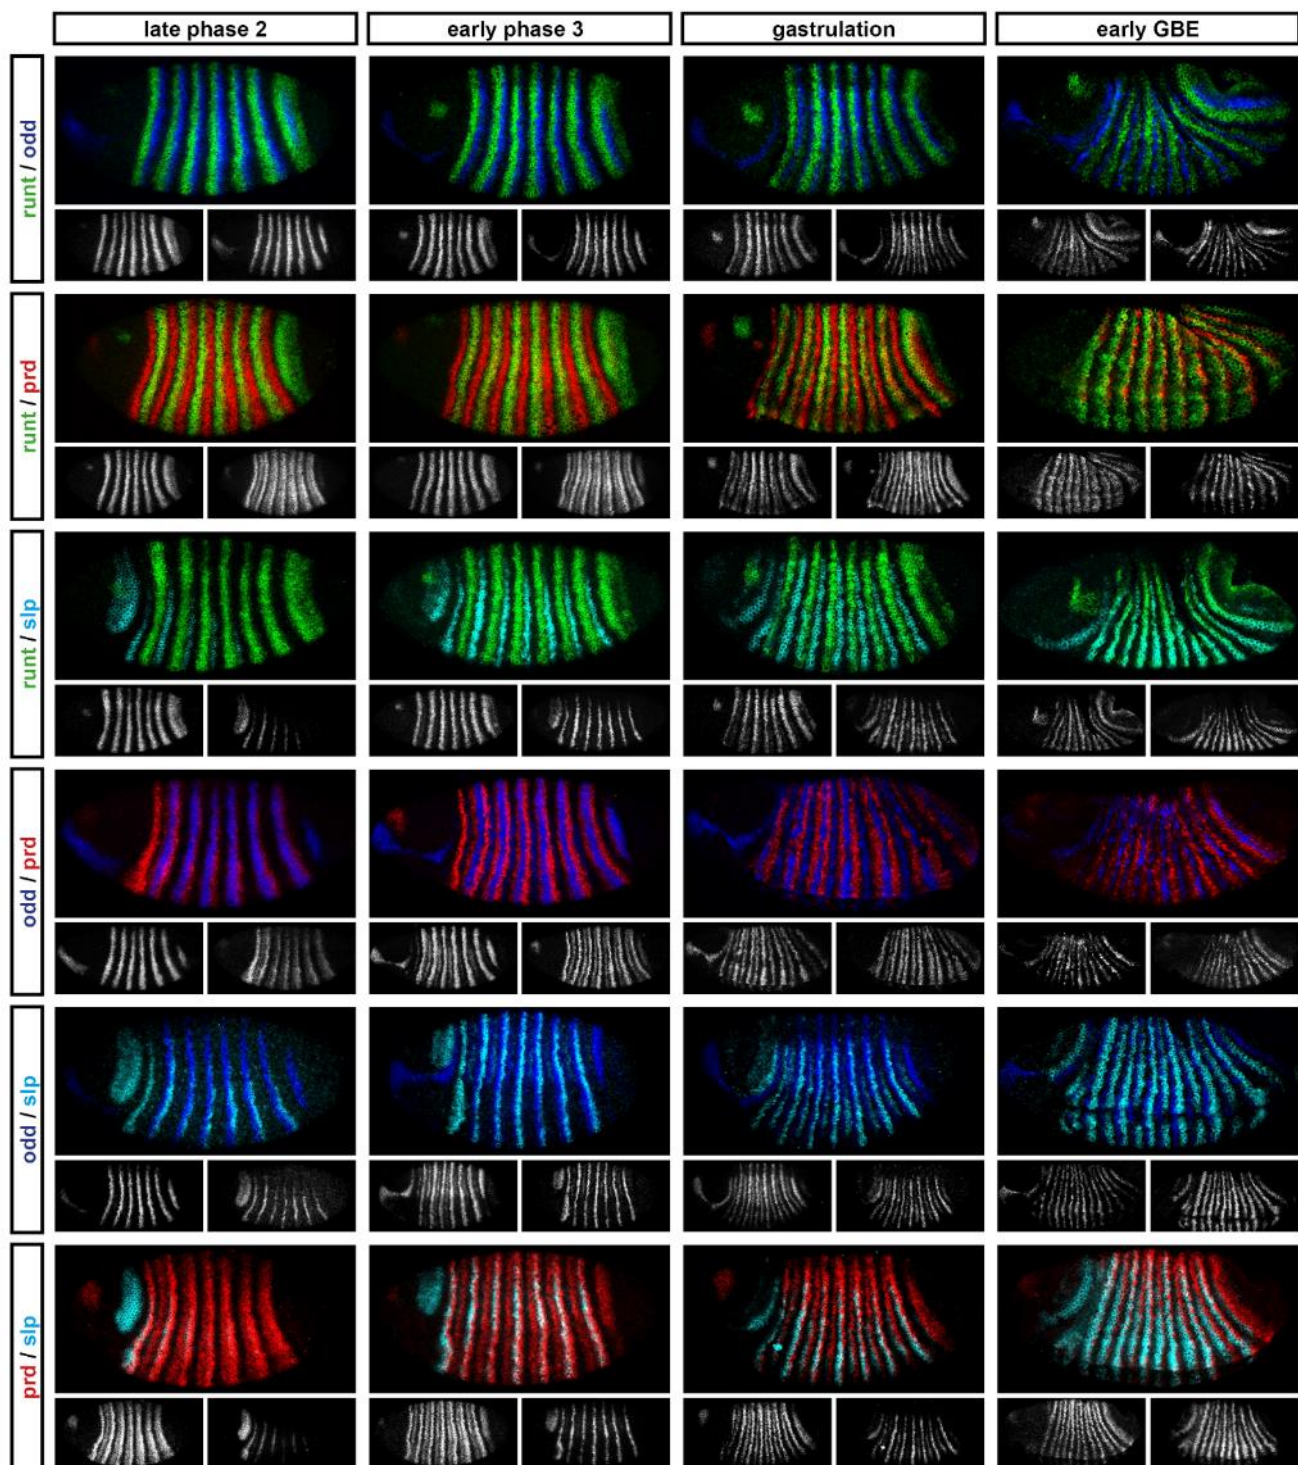 late phase 2
early phase 3
gastrulation
early GBE
runt / odd
runt / prd
runt / slp
odd / prd
odd / slp
prd / slp